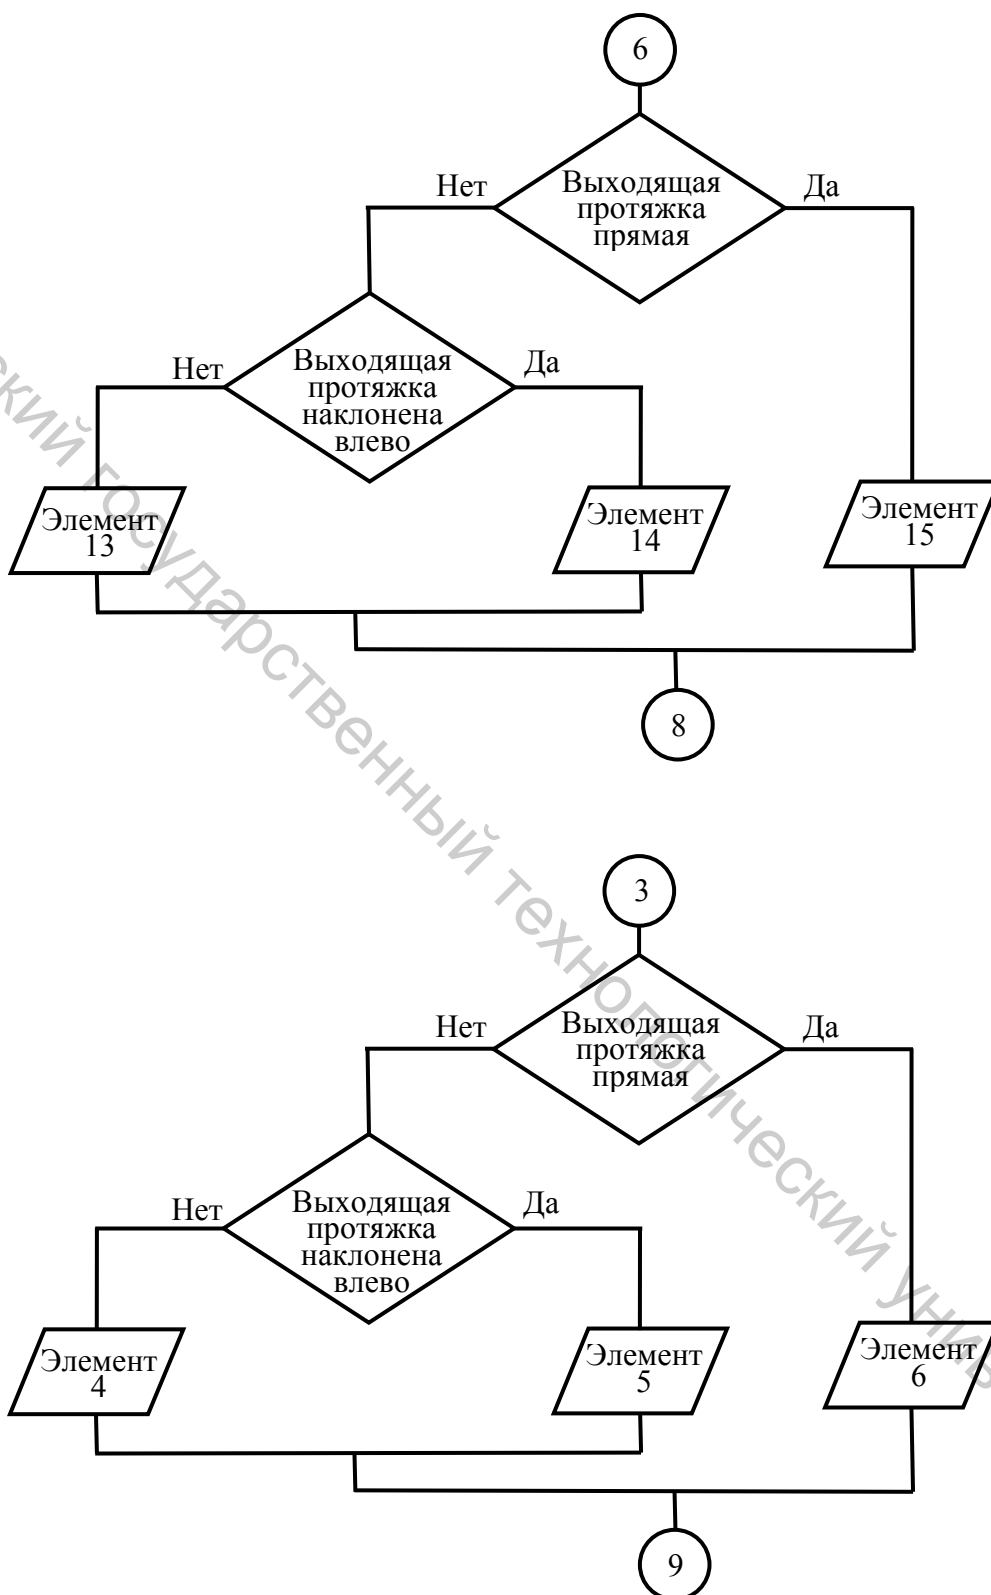 6
Нет
Да
Выходящая
протяжка
прямая
Нет
Да
Выходящая
протяжка
наклонена
влево
Элемент
13
Элемент
14
Элемент
15
8
3
Нет
Да
Выходящая
протяжка
прямая
Нет
Да
Выходящая
протяжка
наклонена
влево
Элемент
4
Элемент
5
Элемент
6
9
государственный технологический